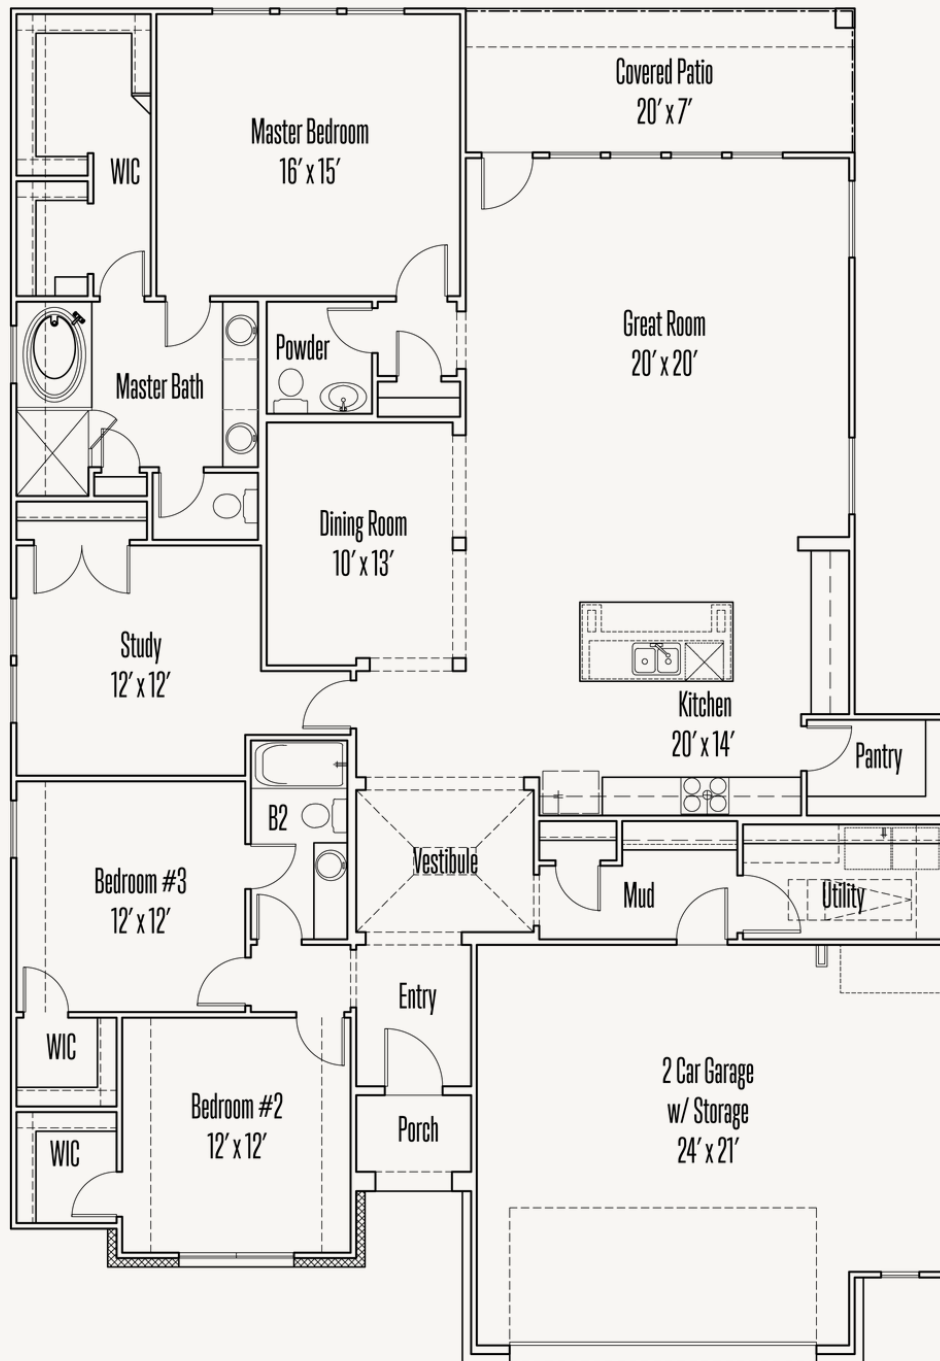 Covered Patio
20' x 7'
Master Bedroom
16' x 15'
WIC
Great Room
20' x 20'
Powder
Master Bath
Dining Room
10' x 13'
Study
12' x 12'
Kitchen
20' x 14'
Pantry
B2
Vestibule
Bedroom #3
12' x 12'
Mud
Utility
Entry
WIC
2 Car Garage
w/ Storage
24' x 21'
Bedroom #2
12' x 12'
Porch
WIC